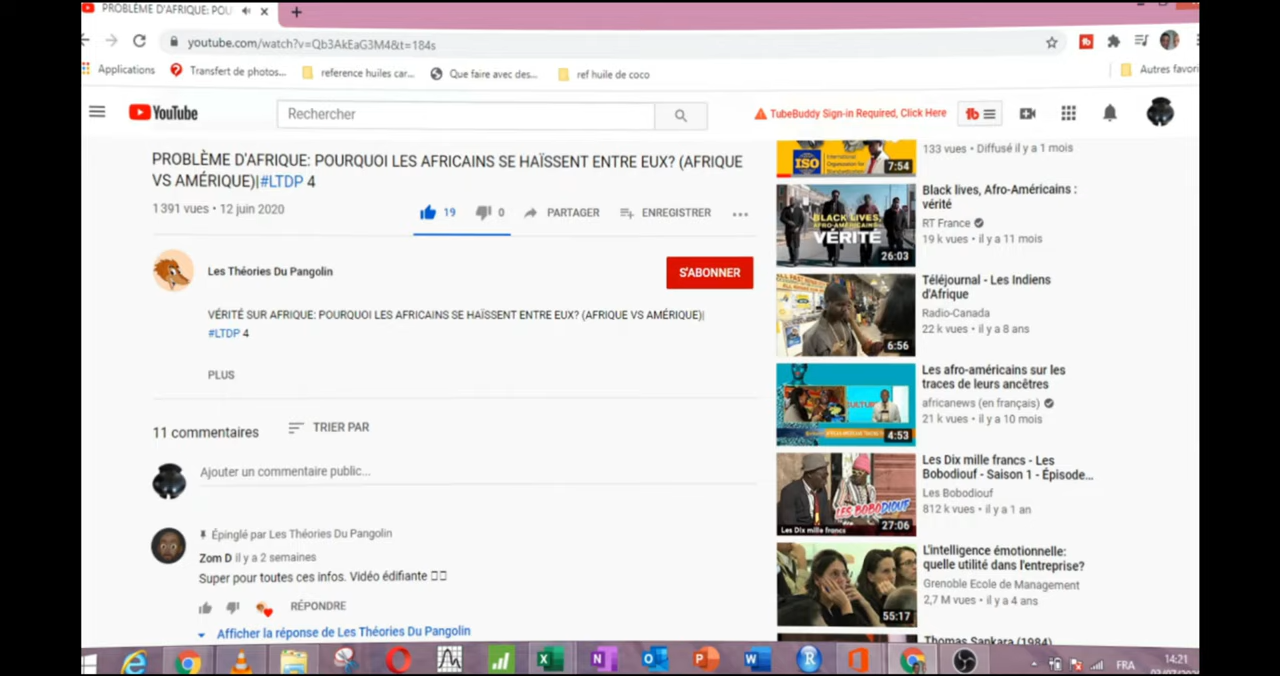 PROBLÈME D'AFRIQUE: POU
youtube.com/watch?v=Qb3AkEaG3M4&t=184s
Applications
Transfert de photos...
reference huiles car...
Que faire avec des...
ref huile de coco
Autres favori
YouTube
Rechercher
TubeBuddy Sign-in Required, Click Here
PROBLÈME D'AFRIQUE: POURQUOI LES AFRICAINS SE HAÏSSENT ENTRE EUX? (AFRIQUE
VS AMÉRIQUE)|#LTDP 4
1 391 vues • 12 juin 2020
19
0
PARTAGER
ENREGISTRER
Les Théories Du Pangolin
S'ABONNER
VÉRITÉ SUR AFRIQUE: POURQUOI LES AFRICAINS SE HAÏSSENT ENTRE EUX? (AFRIQUE VS AMÉRIQUE)|
#LTDP 4
PLUS
11 commentaires
TRIER PAR
Ajouter un commentaire public...
Épinglé par Les Théories Du Pangolin
Zom D il y a 2 semaines
Super pour toutes ces infos. Vidéo édifiante
RÉPONDRE
Afficher la réponse de Les Théories Du Pangolin
ISO
International
Organization for
Standardization
7:54
133 vues • Diffusé il y a 1 mois
BLACK LIVES,
VÉRITÉ
26:03
Black lives, Afro-Américains :
vérité
RT France
19 k vues • il y a 11 mois
6:56
Téléjournal - Les Indiens
d'Afrique
Radio-Canada
22 k vues • il y a 8 ans
4:53
Les afro-américains sur les
traces de leurs ancêtres
africanews (en français)
21 k vues • il y a 10 mois
LES BOBODIOUF
Les Dix mille francs
27:06
Les Dix mille francs - Les
Bobodiouf - Saison 1 - Épisode...
Les Bobodiouf
812 k vues • il y a 1 an
55:17
L'intelligence émotionnelle:
quelle utilité dans l'entreprise?
Grenoble Ecole de Management
2,7 M vues • il y a 4 ans
Thomas Sankara (1984)
FRA
14:21